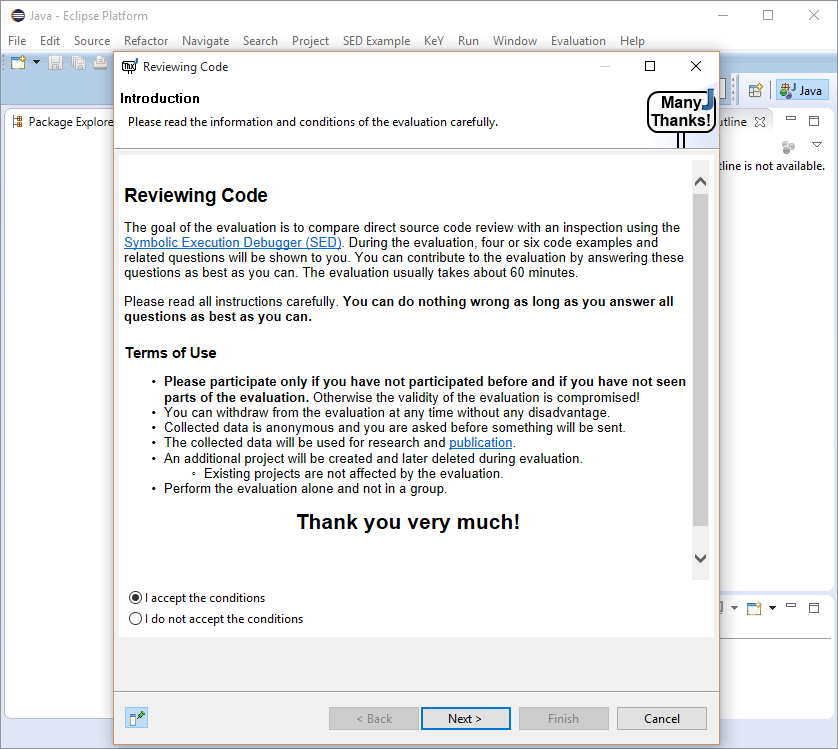 Java - Eclipse Platform
File Edit Source Refactor Navigate Search Project SED Example KeY Run Window Evaluation Help
Thx Reviewing Code
Introduction
Please read the information and conditions of the evaluation carefully.
Many
Thanks!
Java
Package Explore
utline
tline is not available.
Reviewing Code
The goal of the evaluation is to compare direct source code review with an inspection using the
Symbolic Execution Debugger (SED). During the evaluation, four or six code examples and
related questions will be shown to you. You can contribute to the evaluation by answering these
questions as best as you can. The evaluation usually takes about 60 minutes.
Please read all instructions carefully. You can do nothing wrong as long as you answer all
questions as best as you can.
Terms of Use
• Please participate only if you have not participated before and if you have not seen
parts of the evaluation. Otherwise the validity of the evaluation is compromised!
• You can withdraw from the evaluation at any time without any disadvantage.
• Collected data is anonymous and you are asked before something will be sent.
• The collected data will be used for research and publication.
• An additional project will be created and later deleted during evaluation.
◦ Existing projects are not affected by the evaluation.
• Perform the evaluation alone and not in a group.
Thank you very much!
I accept the conditions
I do not accept the conditions
< Back Next > Finish Cancel